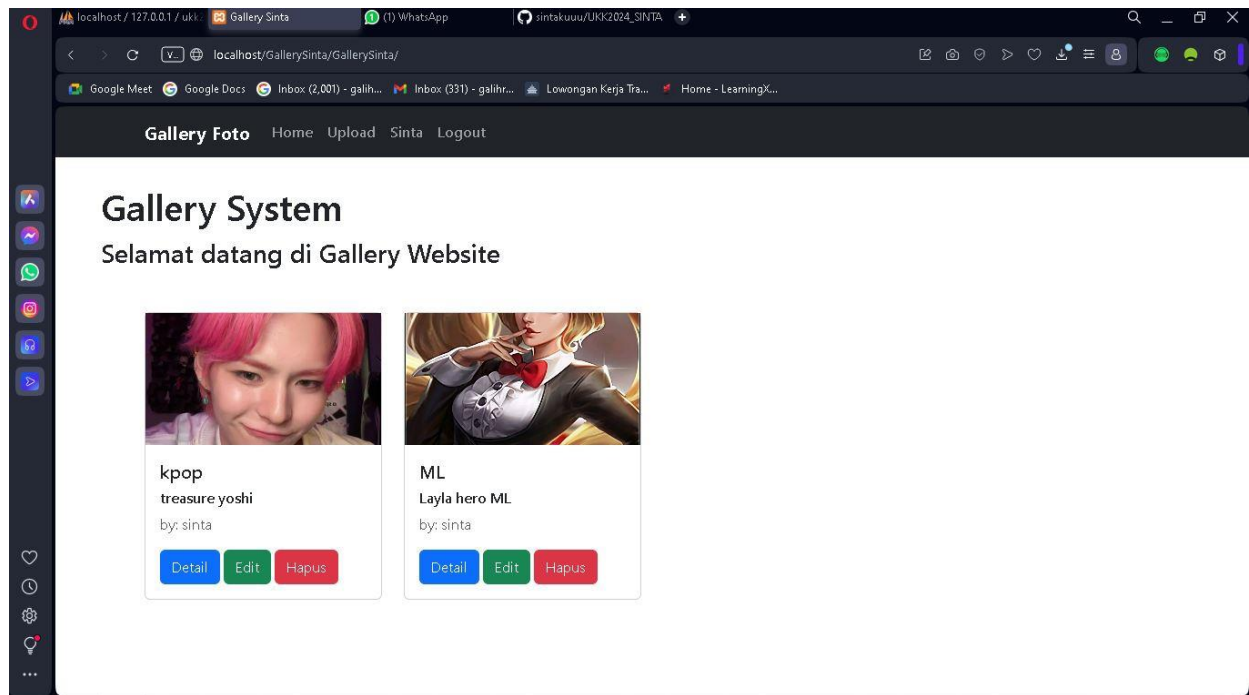 localhost / 127.0.0.1 / ukk
Gallery Sinta
(1) WhatsApp
sintakuuu/UKK2024_SINTA
localhost/GallerySinta/GallerySinta/
Google Meet
Google Docs
Inbox (2,001) - galih...
Inbox (331) - galihr...
Lowongan Kerja Tra...
Home - LearningX...
Gallery Foto Home Upload Sinta Logout
Gallery System
Selamat datang di Gallery Website
kpop
treasure yoshi
by: sinta
Detail Edit Hapus
ML
Layla hero ML
by: sinta
Detail Edit Hapus